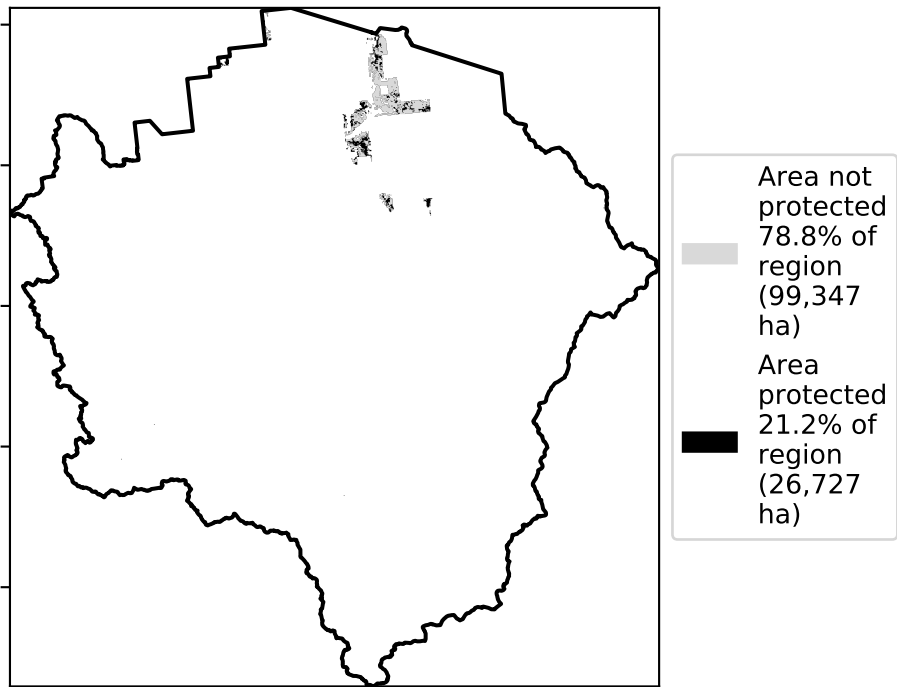 Area not
protected
78.8% of
region
(99,347
ha)
Area
protected
21.2% of
region
(26,727
ha)